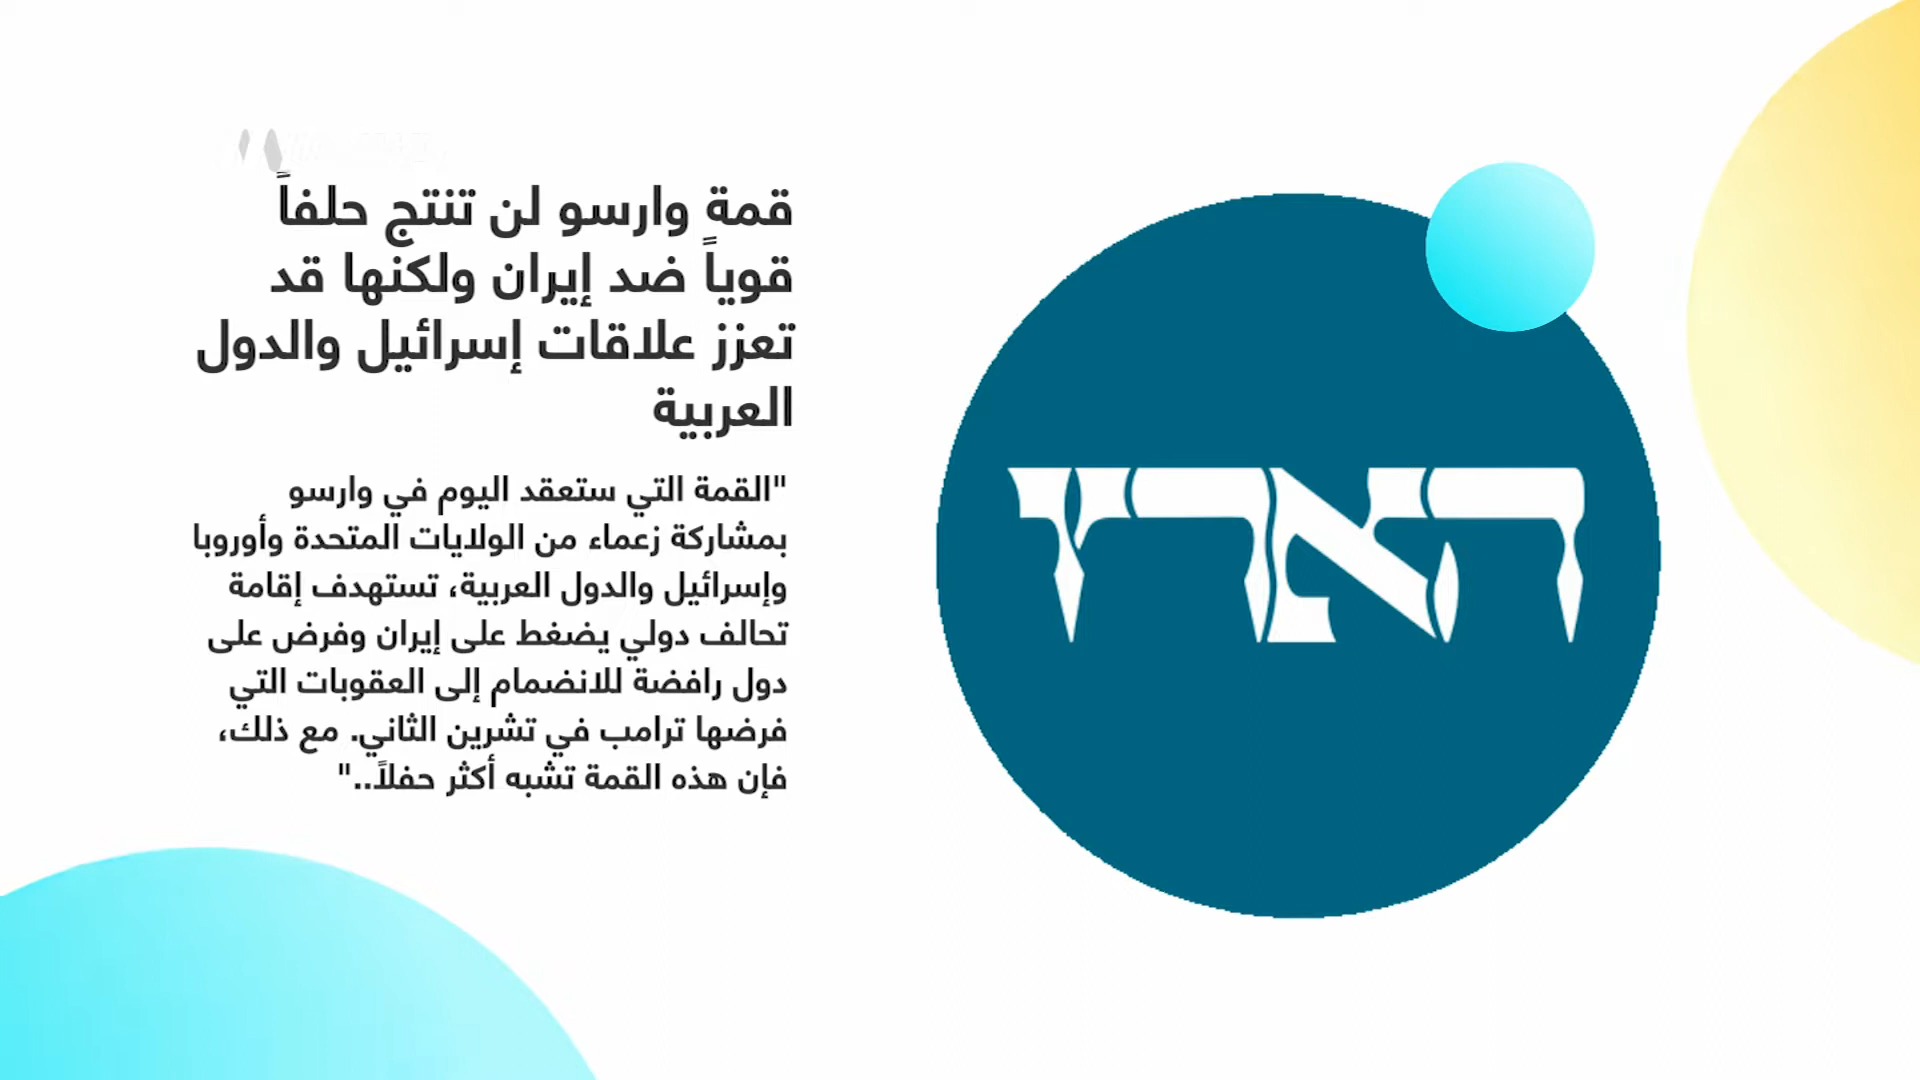 قمة وارسو لن تنتج حلفاً
قوياً ضد إيران ولكنها قد
تعزز علاقات إسرائيل والدول
العربية
"القمة التي ستعقد اليوم في وارسو
بمشاركة زعماء من الولايات المتحدة وأوروبا
وإسرائيل والدول العربية، تستهدف إقامة
تحالف دولي يضغط على إيران وفرض على
دول رافضة للانضمام إلى العقوبات التي
فرضها ترامب في تشرين الثاني. مع ذلك،
فإن هذه القمة تشبه أكثر حفلاً.."
הארץ